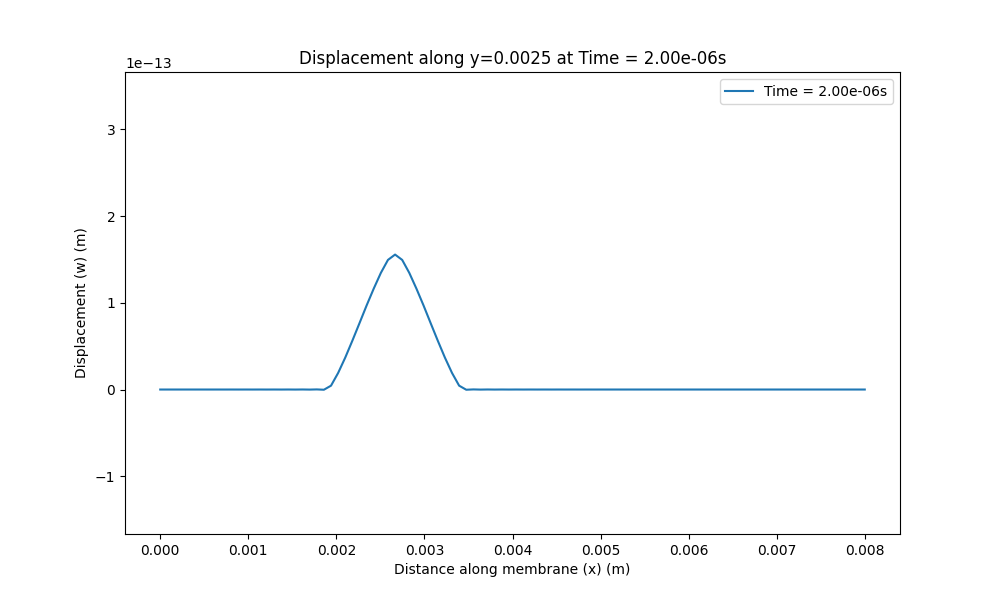 Displacement along y=0.0025 at Time = 2.00e-06s
1e−13
Time = 2.00e-06s
3
2
1
0
−1
Displacement (w) (m)
0.000 0.001 0.002 0.003 0.004 0.005 0.006 0.007 0.008
Distance along membrane (x) (m)